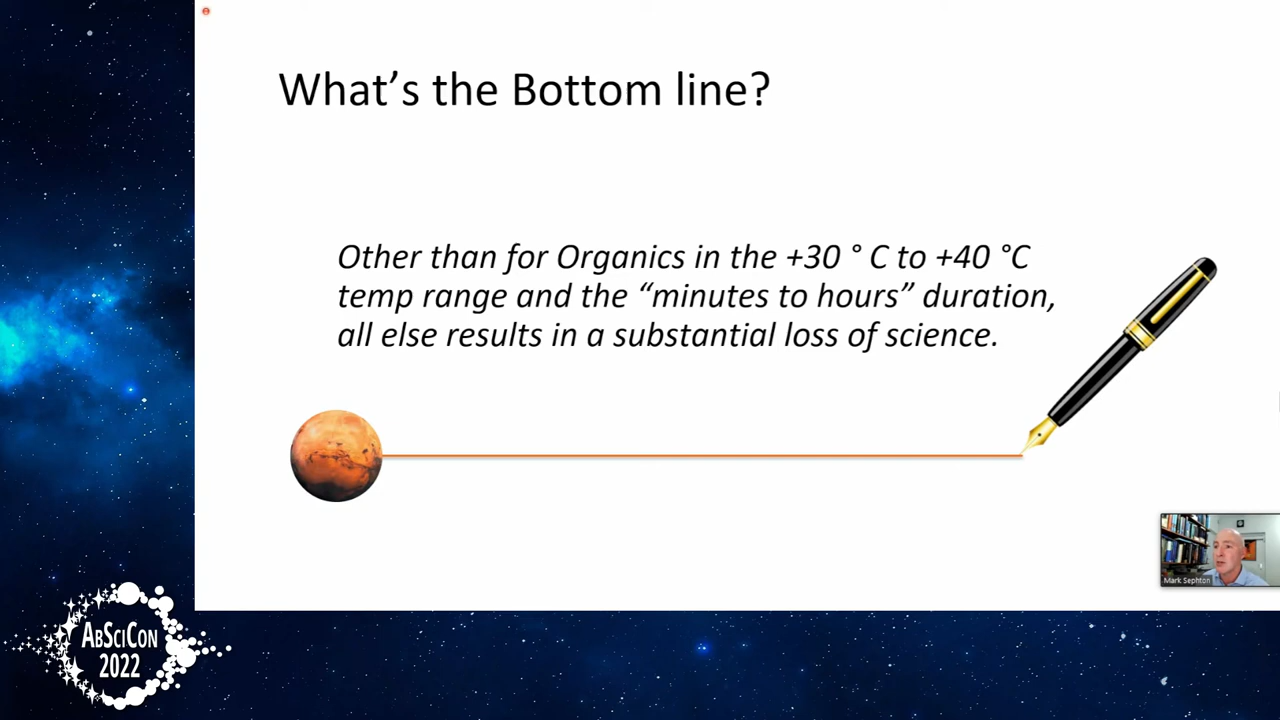 What’s the Bottom line?
Other than for Organics in the +30 ° C to +40 °C
temp range and the “minutes to hours” duration,
all else results in a substantial loss of science.
Mark Sephton
ABSCICON
2022